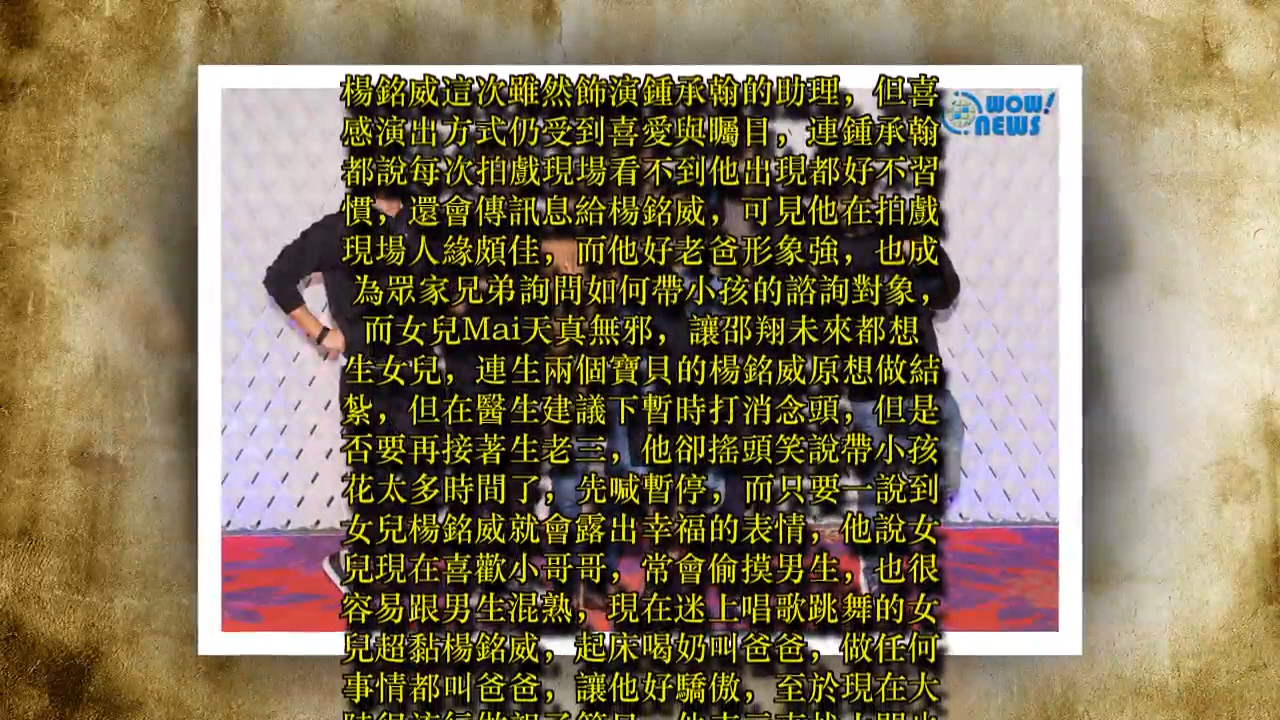 楊銘威這次雖然飾演鍾承翰的助理，但喜
感演出方式仍受到喜愛與矚目，連鍾承翰
都說每次拍戲現場看不到他出現都好不習
慣，還會傳訊息給楊銘威，可見他在拍戲
現場人緣頗佳，而他好老爸形象強，也成
為眾家兄弟詢問如何帶小孩的諮詢對象，
而女兒Mai天真無邪，讓邵翔未來都想
生女兒，連生兩個寶貝的楊銘威原想做結
紮，但在醫生建議下暫時打消念頭，但是
否要再接著生老三，他卻搖頭笑說帶小孩
花太多時間了，先喊暫停，而只要一說到
女兒楊銘威就會露出幸福的表情，他說女
兒現在喜歡小哥哥，常會偷摸男生，也很
容易跟男生混熟，現在迷上唱歌跳舞的女
兒超黏楊銘威，起床喝奶叫爸爸，做任何
事情都叫爸爸，讓他好驕傲，至於現在大
WOW!
NEWS